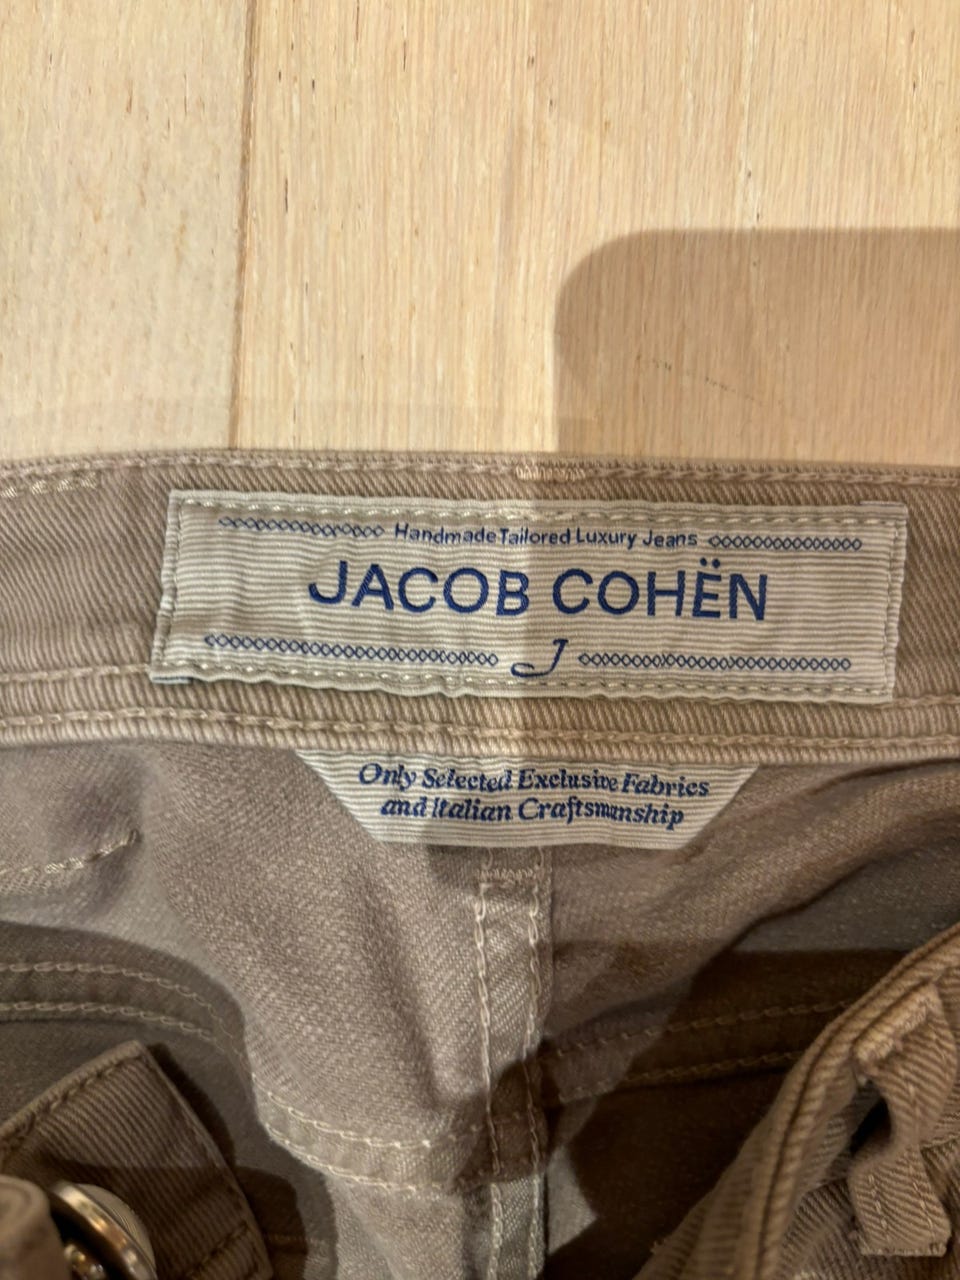 Handmade Tailored Luxury Jeans
JACOB COHËN
J
Only Selected Exclusive Fabrics
and Italian Craftsmanship